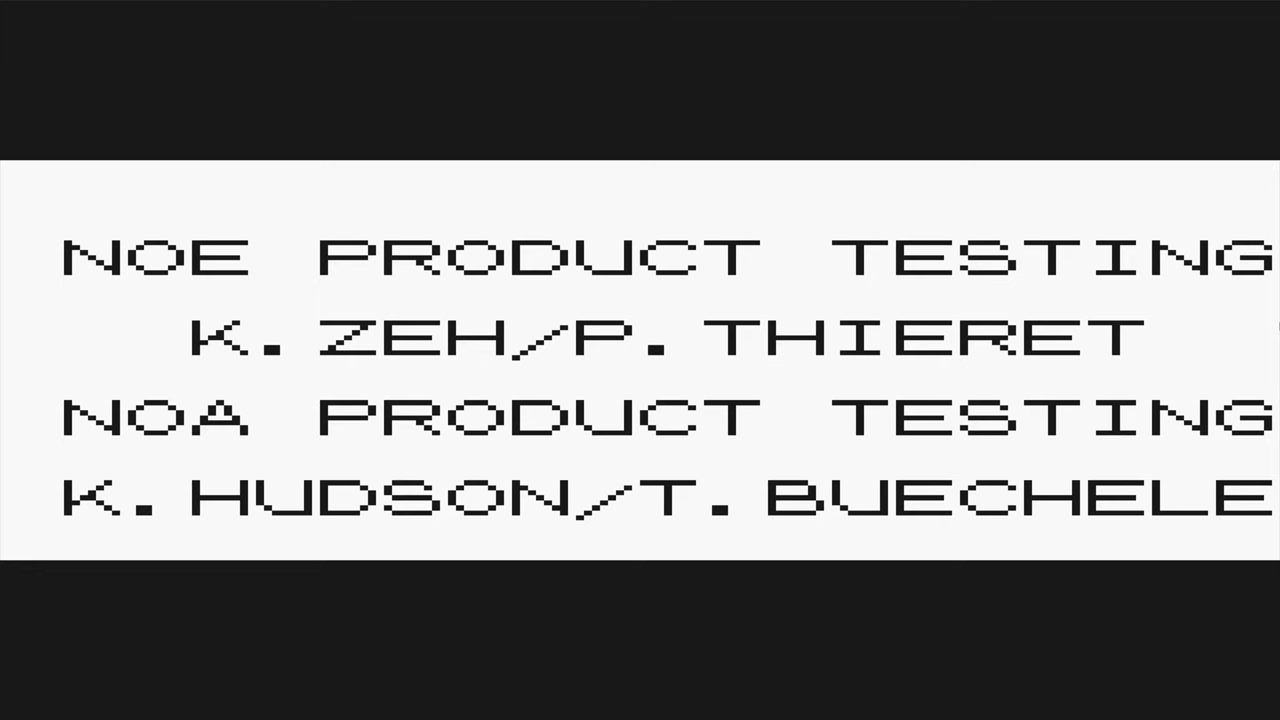 NOE PRODUCT TESTING
K.ZEH/P.THIERET
NOA PRODUCT TESTING
K.HUDSON/T.BUECHELE